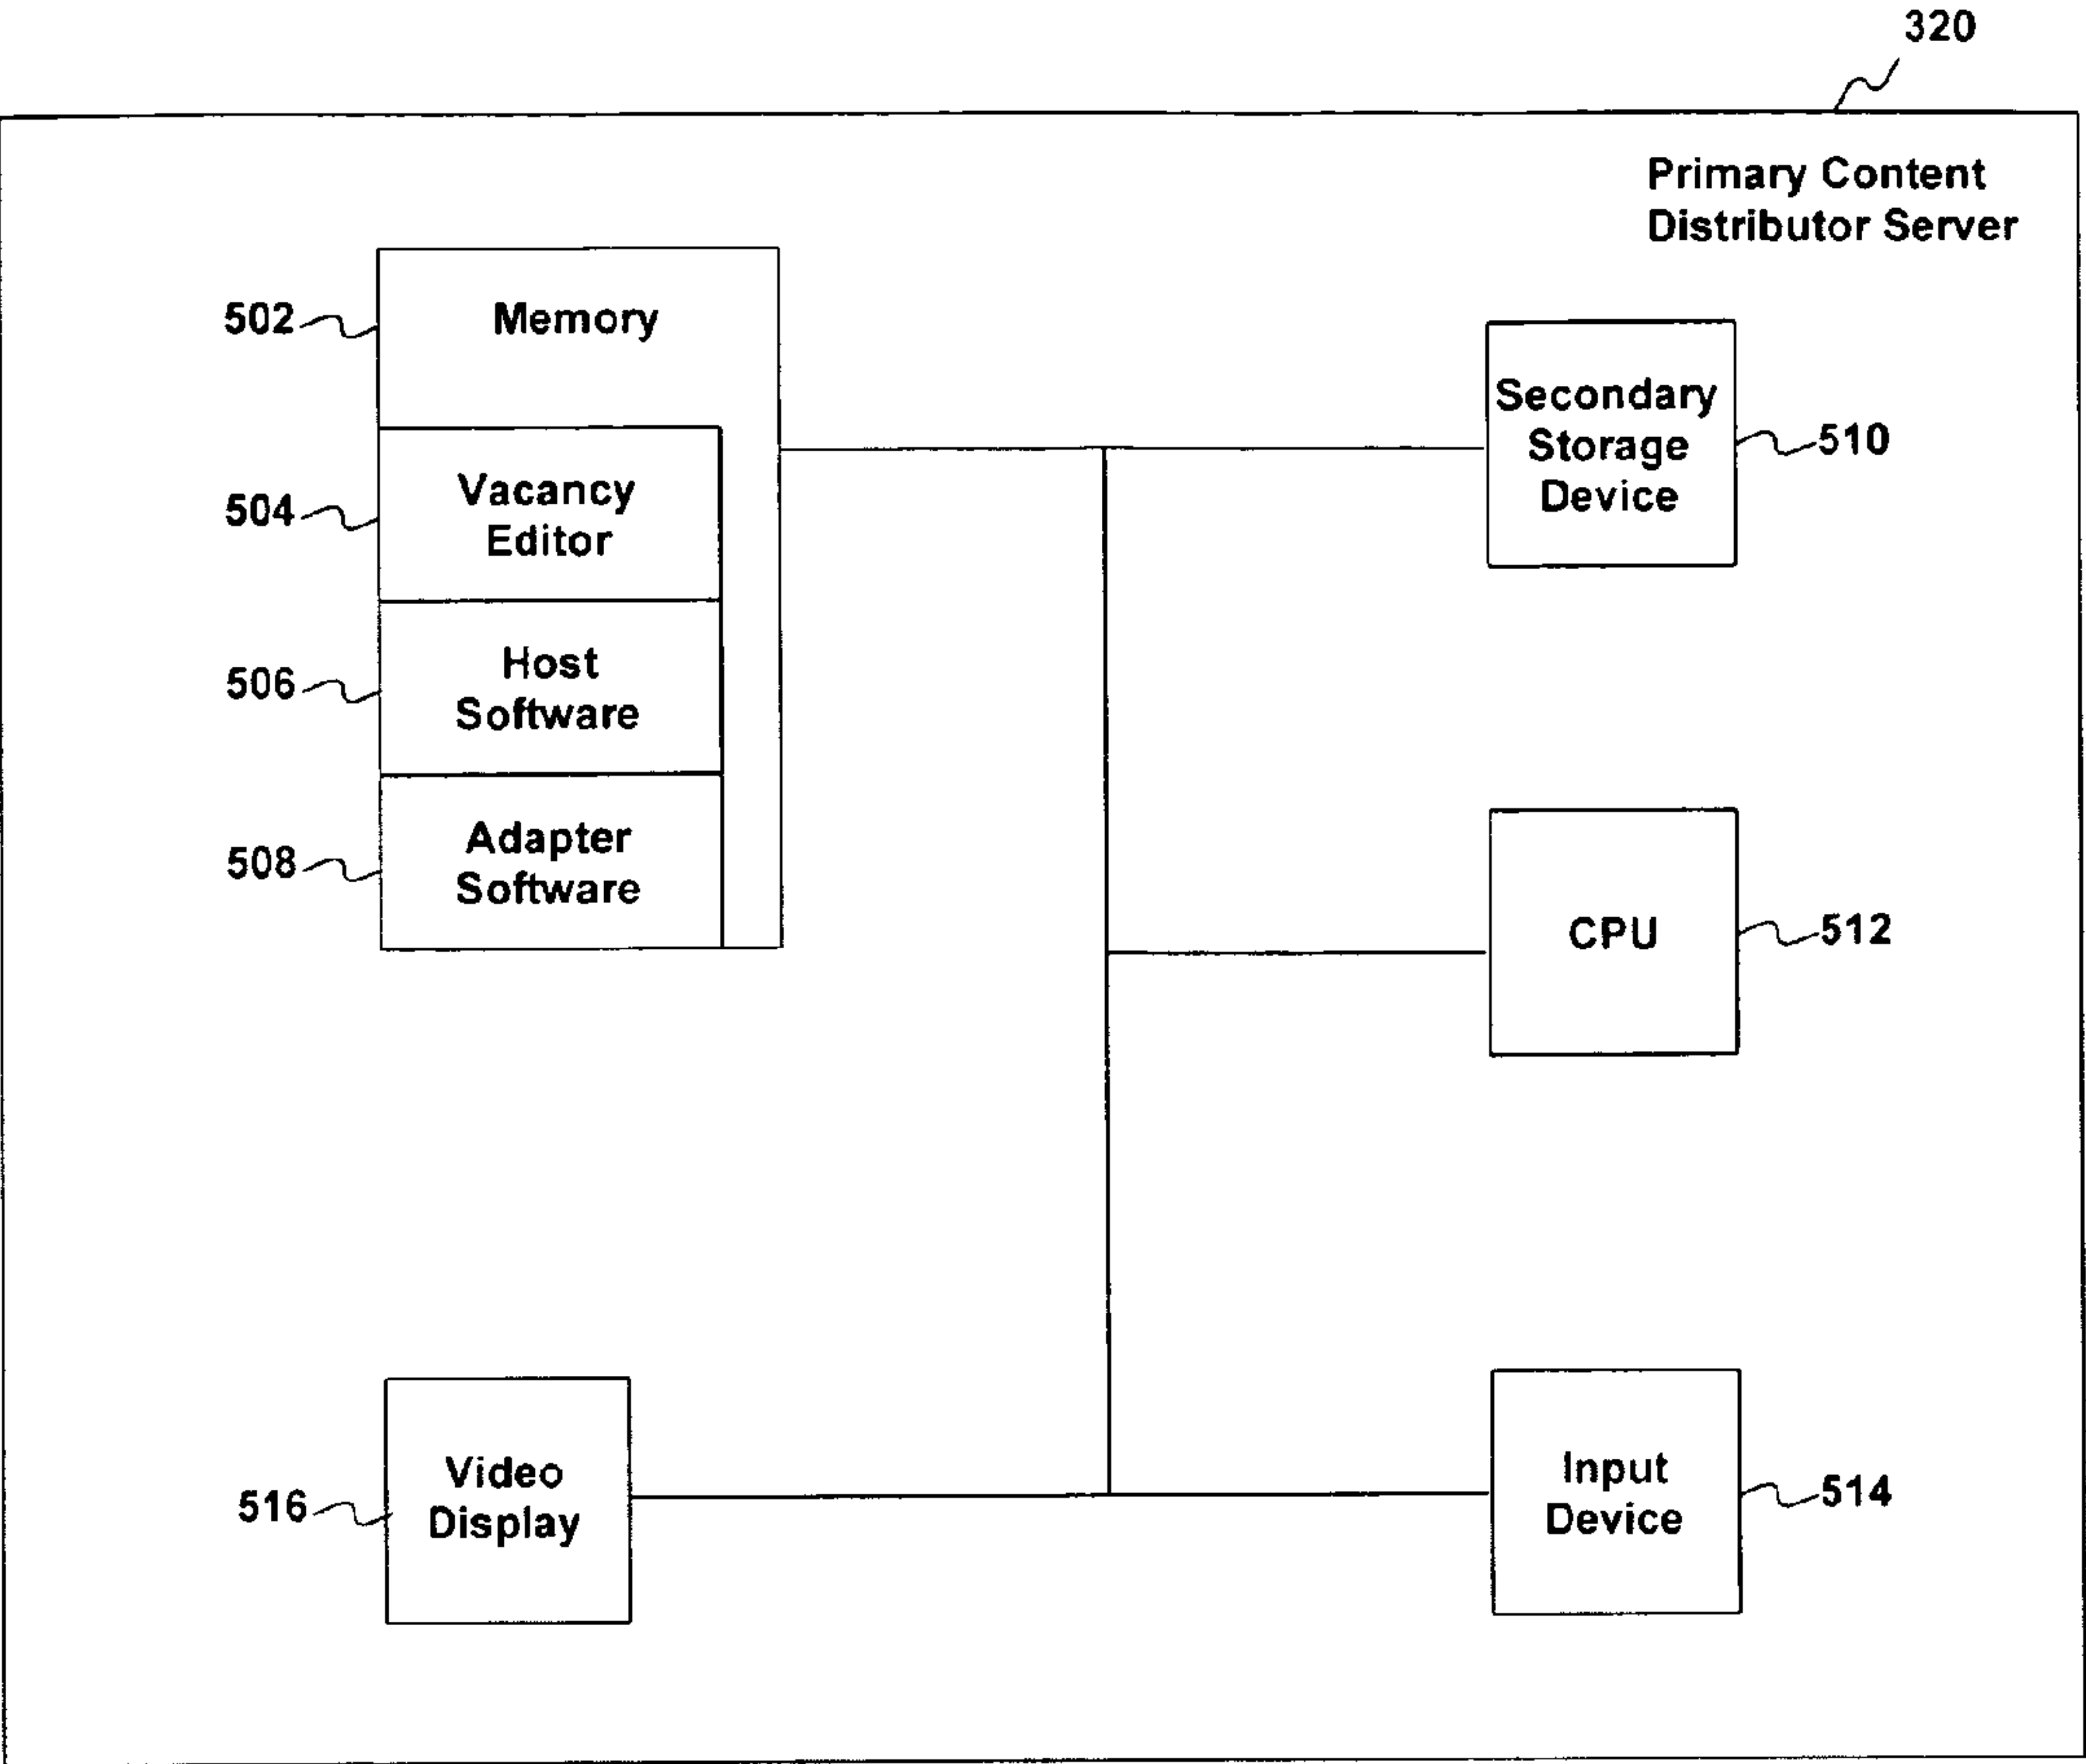 320
Primary Content
Distributor Server
502
Memory
504
Vacancy
Editor
506
Host
Software
508
Adapter
Software
Secondary
Storage
Device
510
CPU
512
516
Video
Display
Input
Device
514